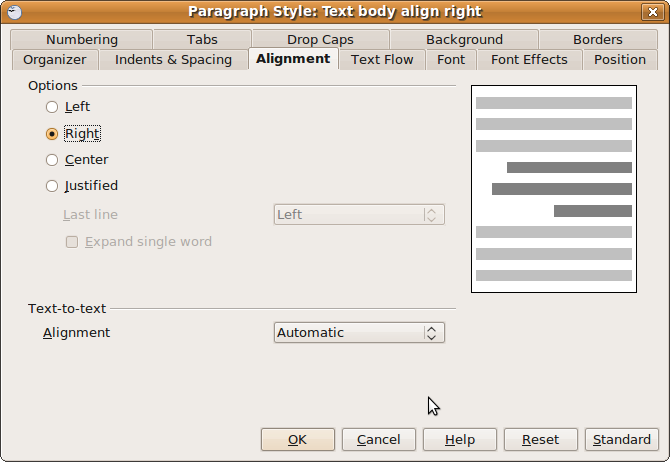 Paragraph Style: Text body align right
Numbering Tabs Drop Caps Background Borders
Organizer Indents & Spacing Alignment Text Flow Font Font Effects Position
Options
Left
Right
Center
Justified
Last line Left
Expand single word
Text-to-text
Alignment Automatic
OK Cancel Help Reset Standard